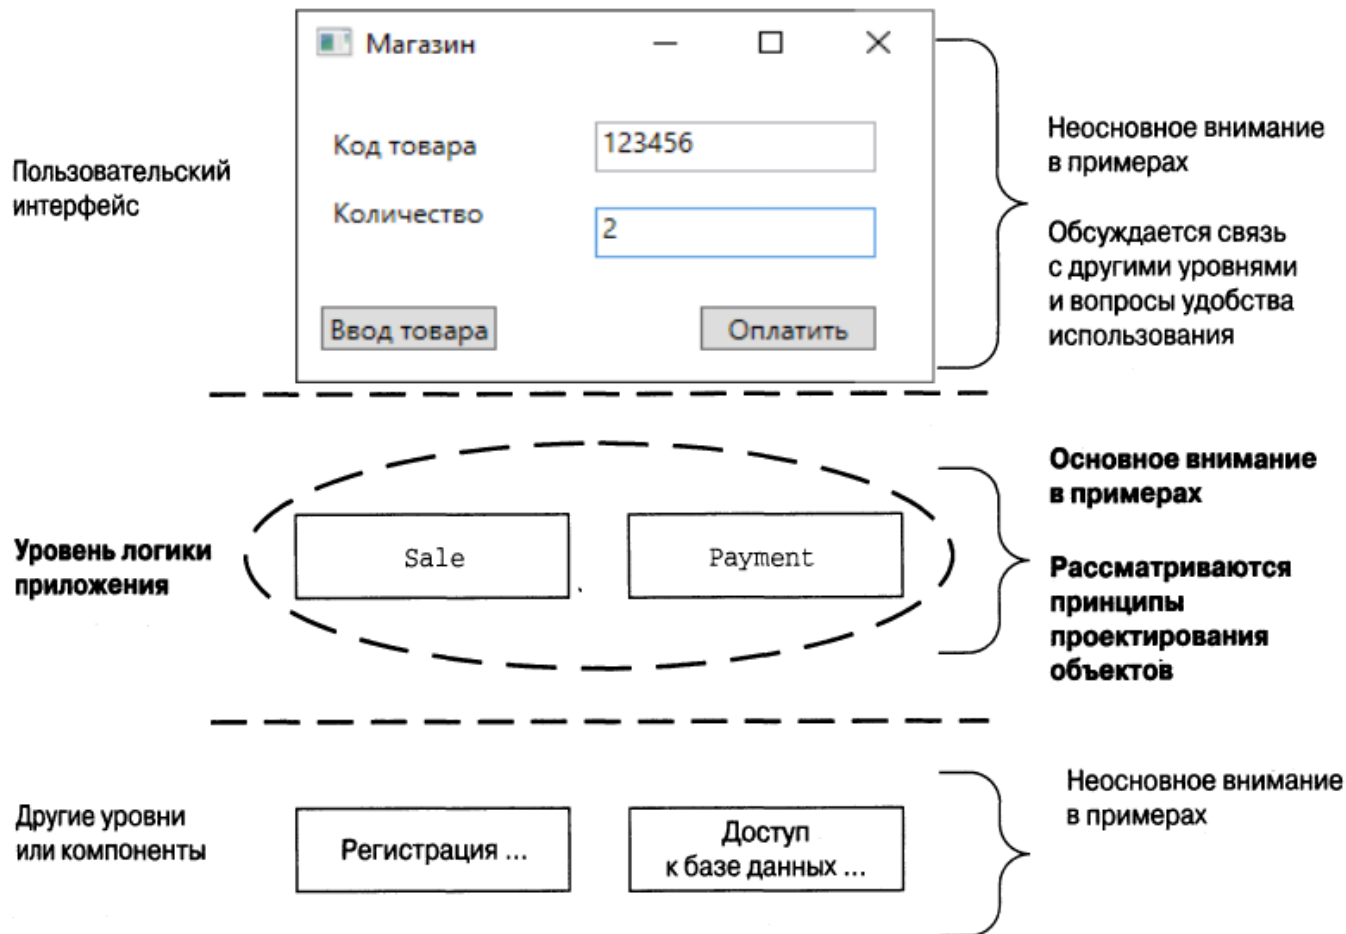 Магазин
Код товара
123456
Количество
2
Ввод товара
Оплатить
Пользовательский
интерфейс
Неосновное внимание
в примерах
Обсуждается связь
с другими уровнями
и вопросы удобства
использования
Уровень логики
приложения
Sale
Payment
Основное внимание
в примерах
Рассматриваются
принципы
проектирования
объектов
Другие уровни
или компоненты
Регистрация ...
Доступ
к базе данных ...
Неосновное внимание
в примерах